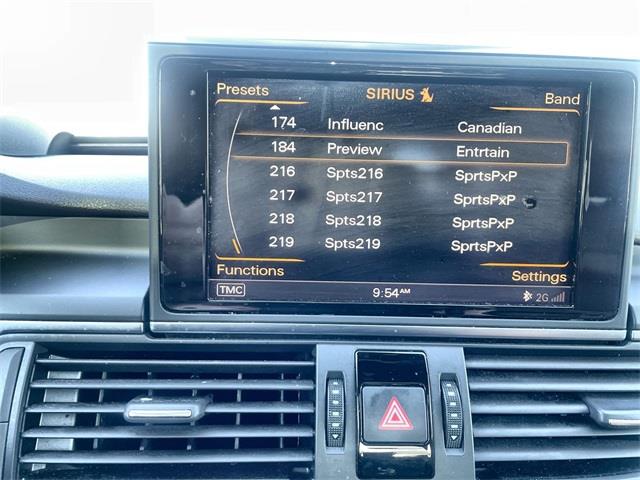 Presets SIRIUS Band
174 Influenc Canadian
184 Preview Entrtain
216 Spts216 SprtsPxP
217 Spts217 SprtsPxP
218 Spts218 SprtsPxP
219 Spts219 SprtsPxP
Functions Settings
TMC 9:54AM 2G